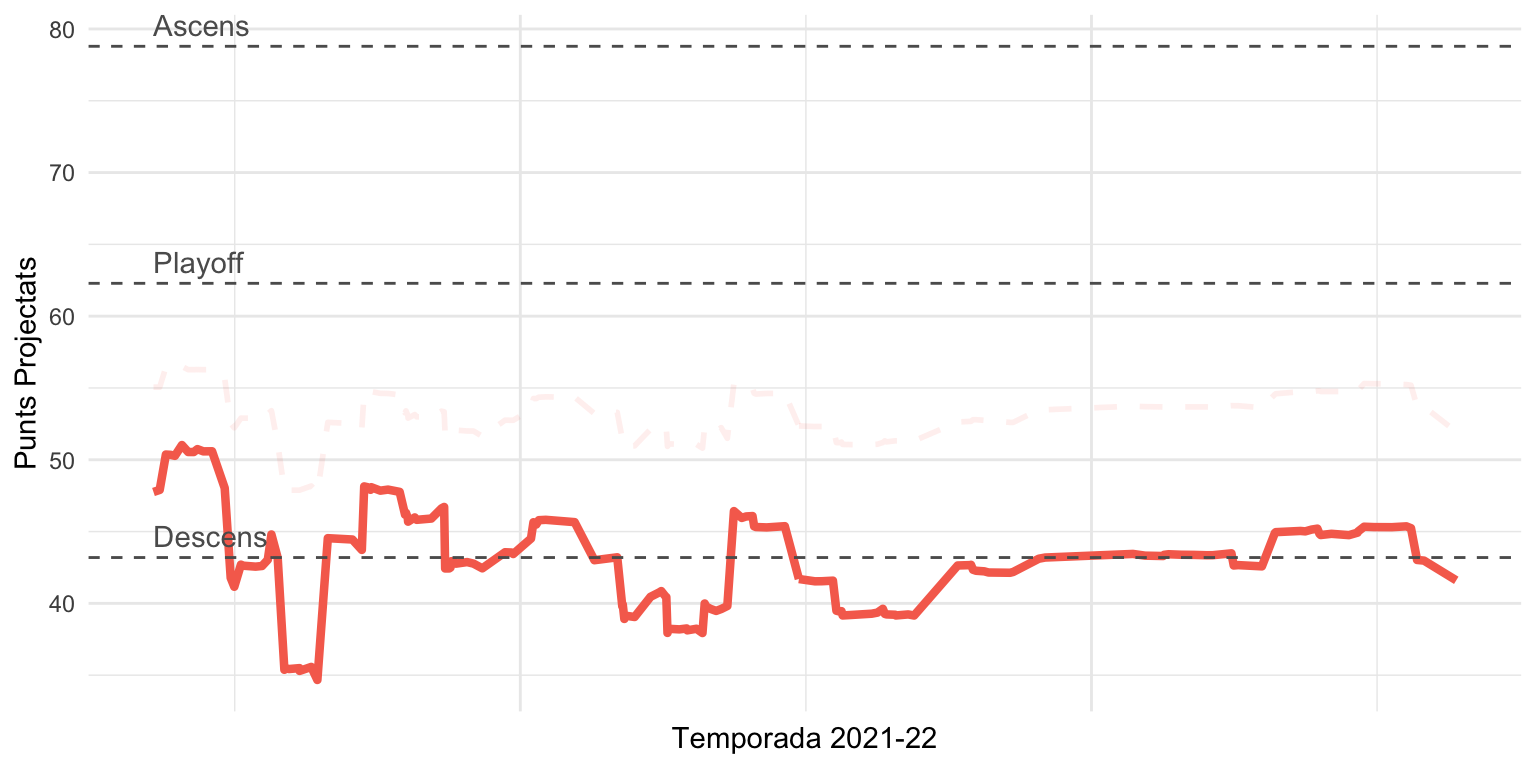 80
Ascens
70
Playoff
60
50
Descens
40
Punts Projectats
Temporada 2021-22